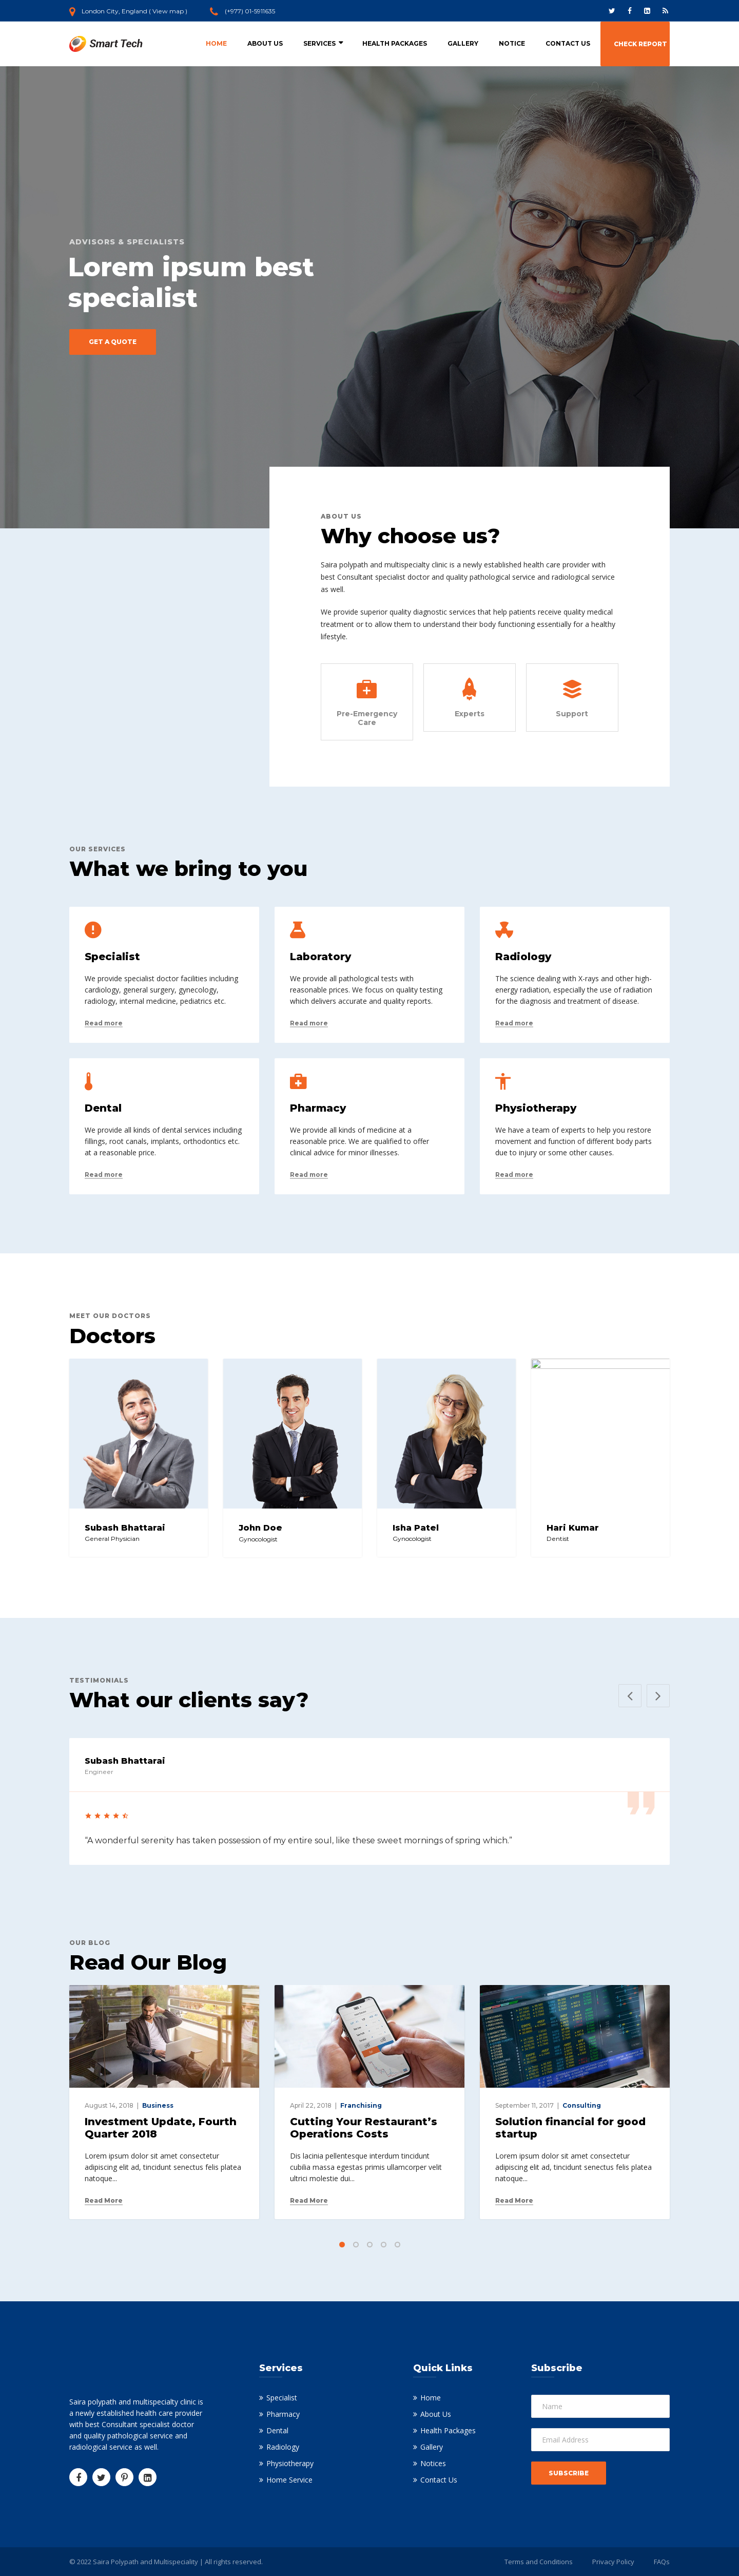 London City, England ( View map )
(+977) 01-5911635
Smart Tech
HOME
ABOUT US
SERVICES
HEALTH PACKAGES
GALLERY
NOTICE
CONTACT US
CHECK REPORT
ADVISORS & SPECIALISTS
Lorem ipsum best
specialist
GET A QUOTE
ABOUT US
Why choose us?
Saira polypath and multispecialty clinic is a newly established health care provider with
best Consultant specialist doctor and quality pathological service and radiological service
as well.
We provide superior quality diagnostic services that help patients receive quality medical
treatment or to allow them to understand their body functioning essentially for a healthy
lifestyle.
Pre-Emergency
Care
Experts
Support
OUR SERVICES
What we bring to you
Specialist
We provide specialist doctor facilities including
cardiology, general surgery, gynecology,
radiology, internal medicine, pediatrics etc.
Read more
Laboratory
We provide all pathological tests with
reasonable prices. We focus on quality testing
which delivers accurate and quality reports.
Read more
Radiology
The science dealing with X-rays and other high-
energy radiation, especially the use of radiation
for the diagnosis and treatment of disease.
Read more
Dental
We provide all kinds of dental services including
fillings, root canals, implants, orthodontics etc.
at a reasonable price.
Read more
Pharmacy
We provide all kinds of medicine at a
reasonable price. We are qualified to offer
clinical advice for minor illnesses.
Read more
Physiotherapy
We have a team of experts to help you restore
movement and function of different body parts
due to injury or some other causes.
Read more
MEET OUR DOCTORS
Doctors
Subash Bhattarai
General Physician
John Doe
Gynocologist
Isha Patel
Gynocologist
Hari Kumar
Dentist
TESTIMONIALS
What our clients say?
Subash Bhattarai
Engineer
“A wonderful serenity has taken possession of my entire soul, like these sweet mornings of spring which.”
OUR BLOG
Read Our Blog
August 14, 2018 | Business
Investment Update, Fourth
Quarter 2018
Lorem ipsum dolor sit amet consectetur
adipiscing elit ad, tincidunt senectus felis platea
natoque...
Read More
April 22, 2018 | Franchising
Cutting Your Restaurant’s
Operations Costs
Dis lacinia pellentesque interdum tincidunt
cubilia massa egestas primis ullamcorper velit
ultrici molestie dui...
Read More
September 11, 2017 | Consulting
Solution financial for good
startup
Lorem ipsum dolor sit amet consectetur
adipiscing elit ad, tincidunt senectus felis platea
natoque...
Read More
Saira polypath and multispecialty clinic is
a newly established health care provider
with best Consultant specialist doctor
and quality pathological service and
radiological service as well.
Services
Specialist
Pharmacy
Dental
Radiology
Physiotherapy
Home Service
Quick Links
Home
About Us
Health Packages
Gallery
Notices
Contact Us
Subscribe
Name
Email Address
SUBSCRIBE
© 2022 Saira Polypath and Multispeciality | All rights reserved.
Terms and Conditions
Privacy Policy
FAQs